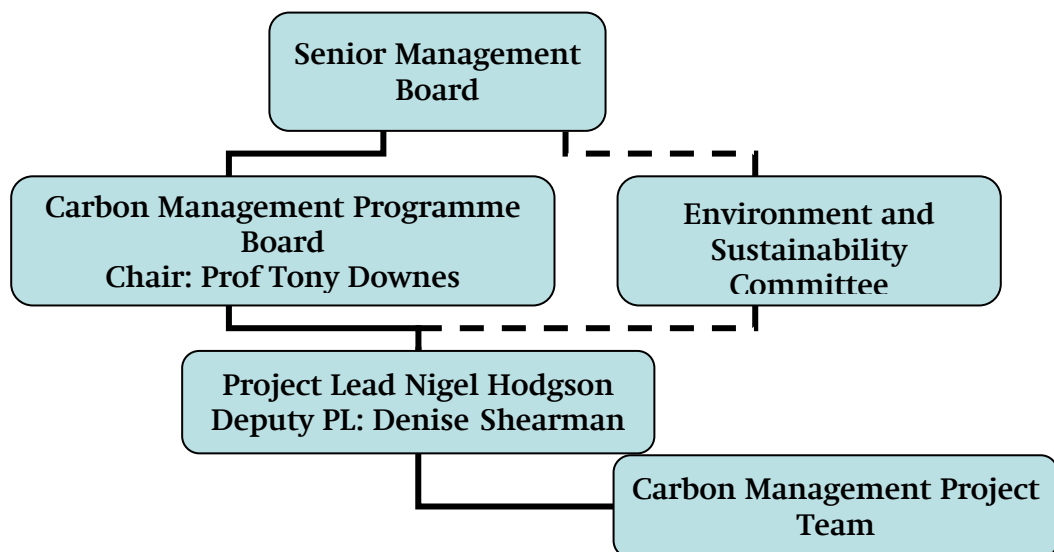 Senior Management
Board
Carbon Management Programme
Board
Chair: Prof Tony Downes
Environment and
Sustainability
Committee
Project Lead Nigel Hodgson
Deputy PL: Denise Shearman
Carbon Management Project
Team